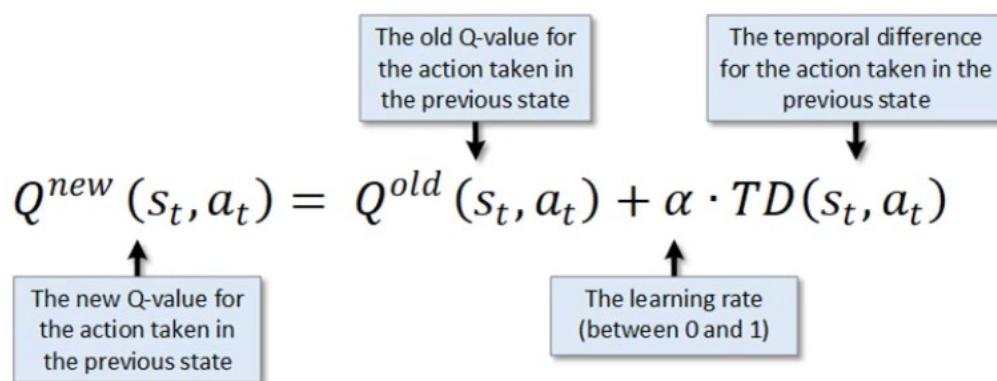 The old Q-value for
the action taken in
the previous state
The temporal difference
for the action taken in the
previous state
Q^{new}(s_t, a_t) = Q^{old}(s_t, a_t) + α · TD(s_t, a_t)
The new Q-value for
the action taken in
the previous state
The learning rate
(between 0 and 1)